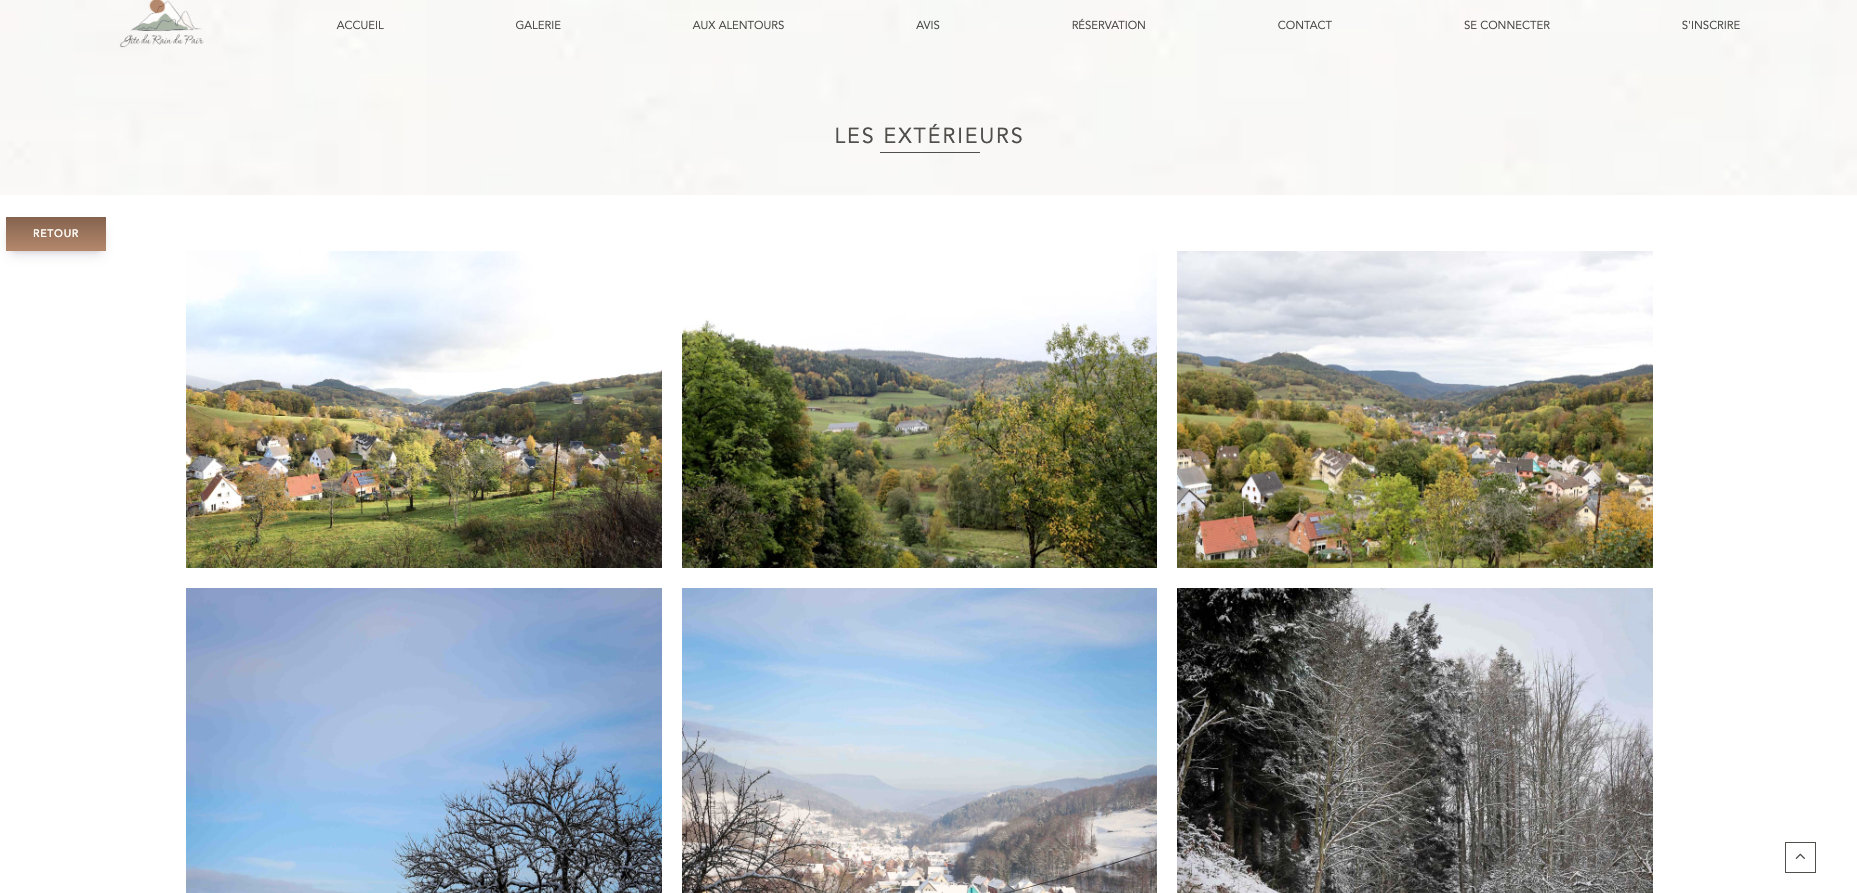 Gîte du Rain du Pair
ACCUEIL
GALERIE
AUX ALENTOURS
AVIS
RÉSERVATION
CONTACT
SE CONNECTER
S'INSCRIRE
LES EXTÉRIEURS
RETOUR